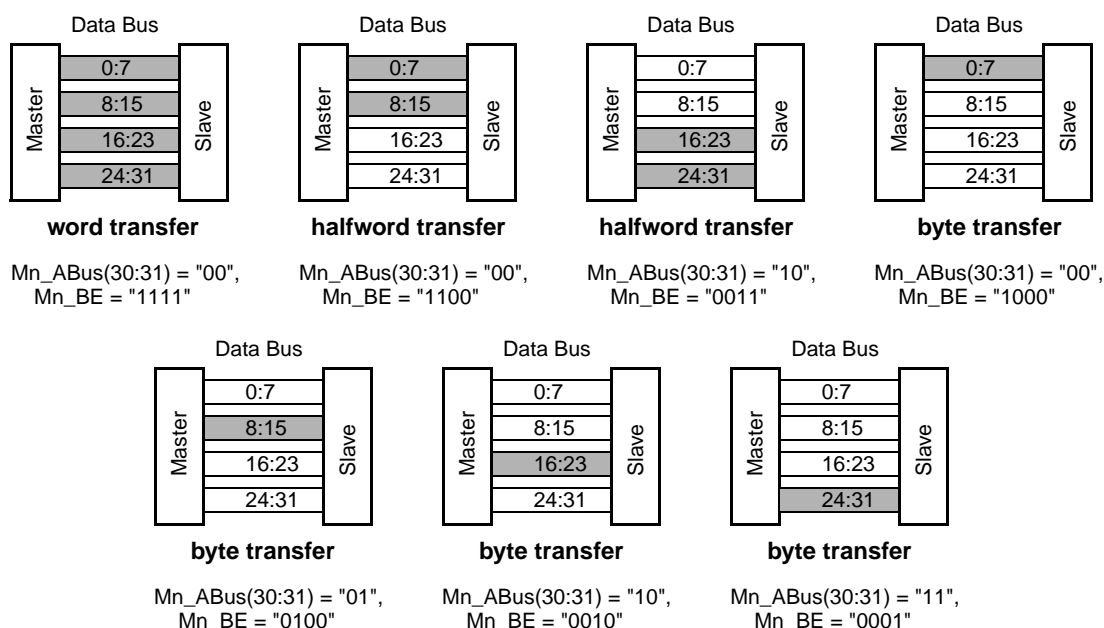 Data Bus
Data Bus
Data Bus
Data Bus
Master
0:7
8:15
16:23
24:31
Slave
Master
0:7
8:15
16:23
24:31
Slave
Master
0:7
8:15
16:23
24:31
Slave
Master
0:7
8:15
16:23
24:31
Slave
word transfer
halfword transfer
halfword transfer
byte transfer
Mn_ABus(30:31) = "00",
Mn_BE = "1111"
Mn_ABus(30:31) = "00",
Mn_BE = "1100"
Mn_ABus(30:31) = "10",
Mn_BE = "0011"
Mn_ABus(30:31) = "00",
Mn_BE = "1000"
Data Bus
Data Bus
Data Bus
Master
0:7
8:15
16:23
24:31
Slave
Master
0:7
8:15
16:23
24:31
Slave
Master
0:7
8:15
16:23
24:31
Slave
byte transfer
byte transfer
byte transfer
Mn_ABus(30:31) = "01",
Mn_BE = "0100"
Mn_ABus(30:31) = "10",
Mn_BE = "0010"
Mn_ABus(30:31) = "11",
Mn_BE = "0001"